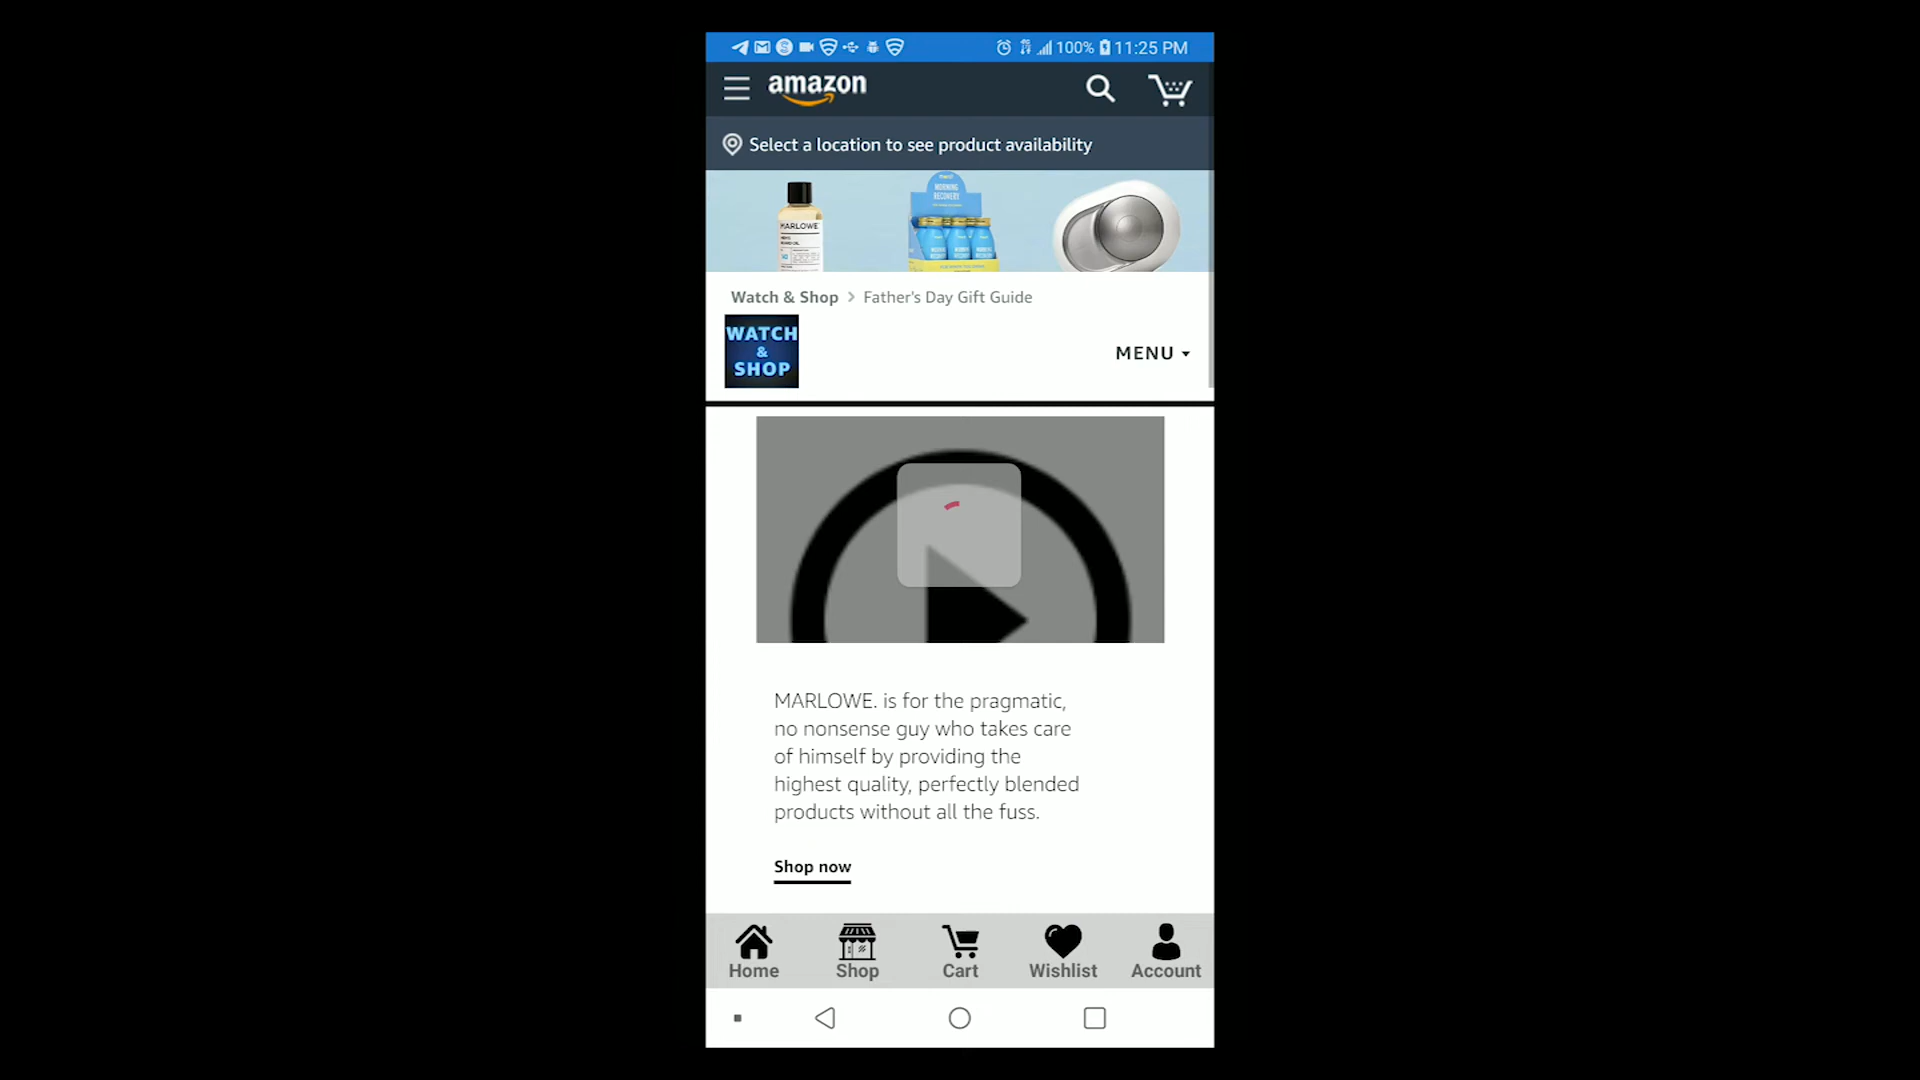 100% 11:25 PM
amazon
Select a location to see product availability
MARLOWE.
MORNING
RECOVERY
Watch & Shop > Father's Day Gift Guide
WATCH
&
SHOP
MENU
MARLOWE. is for the pragmatic,
no nonsense guy who takes care
of himself by providing the
highest quality, perfectly blended
products without all the fuss.
Shop now
Home Shop Cart Wishlist Account